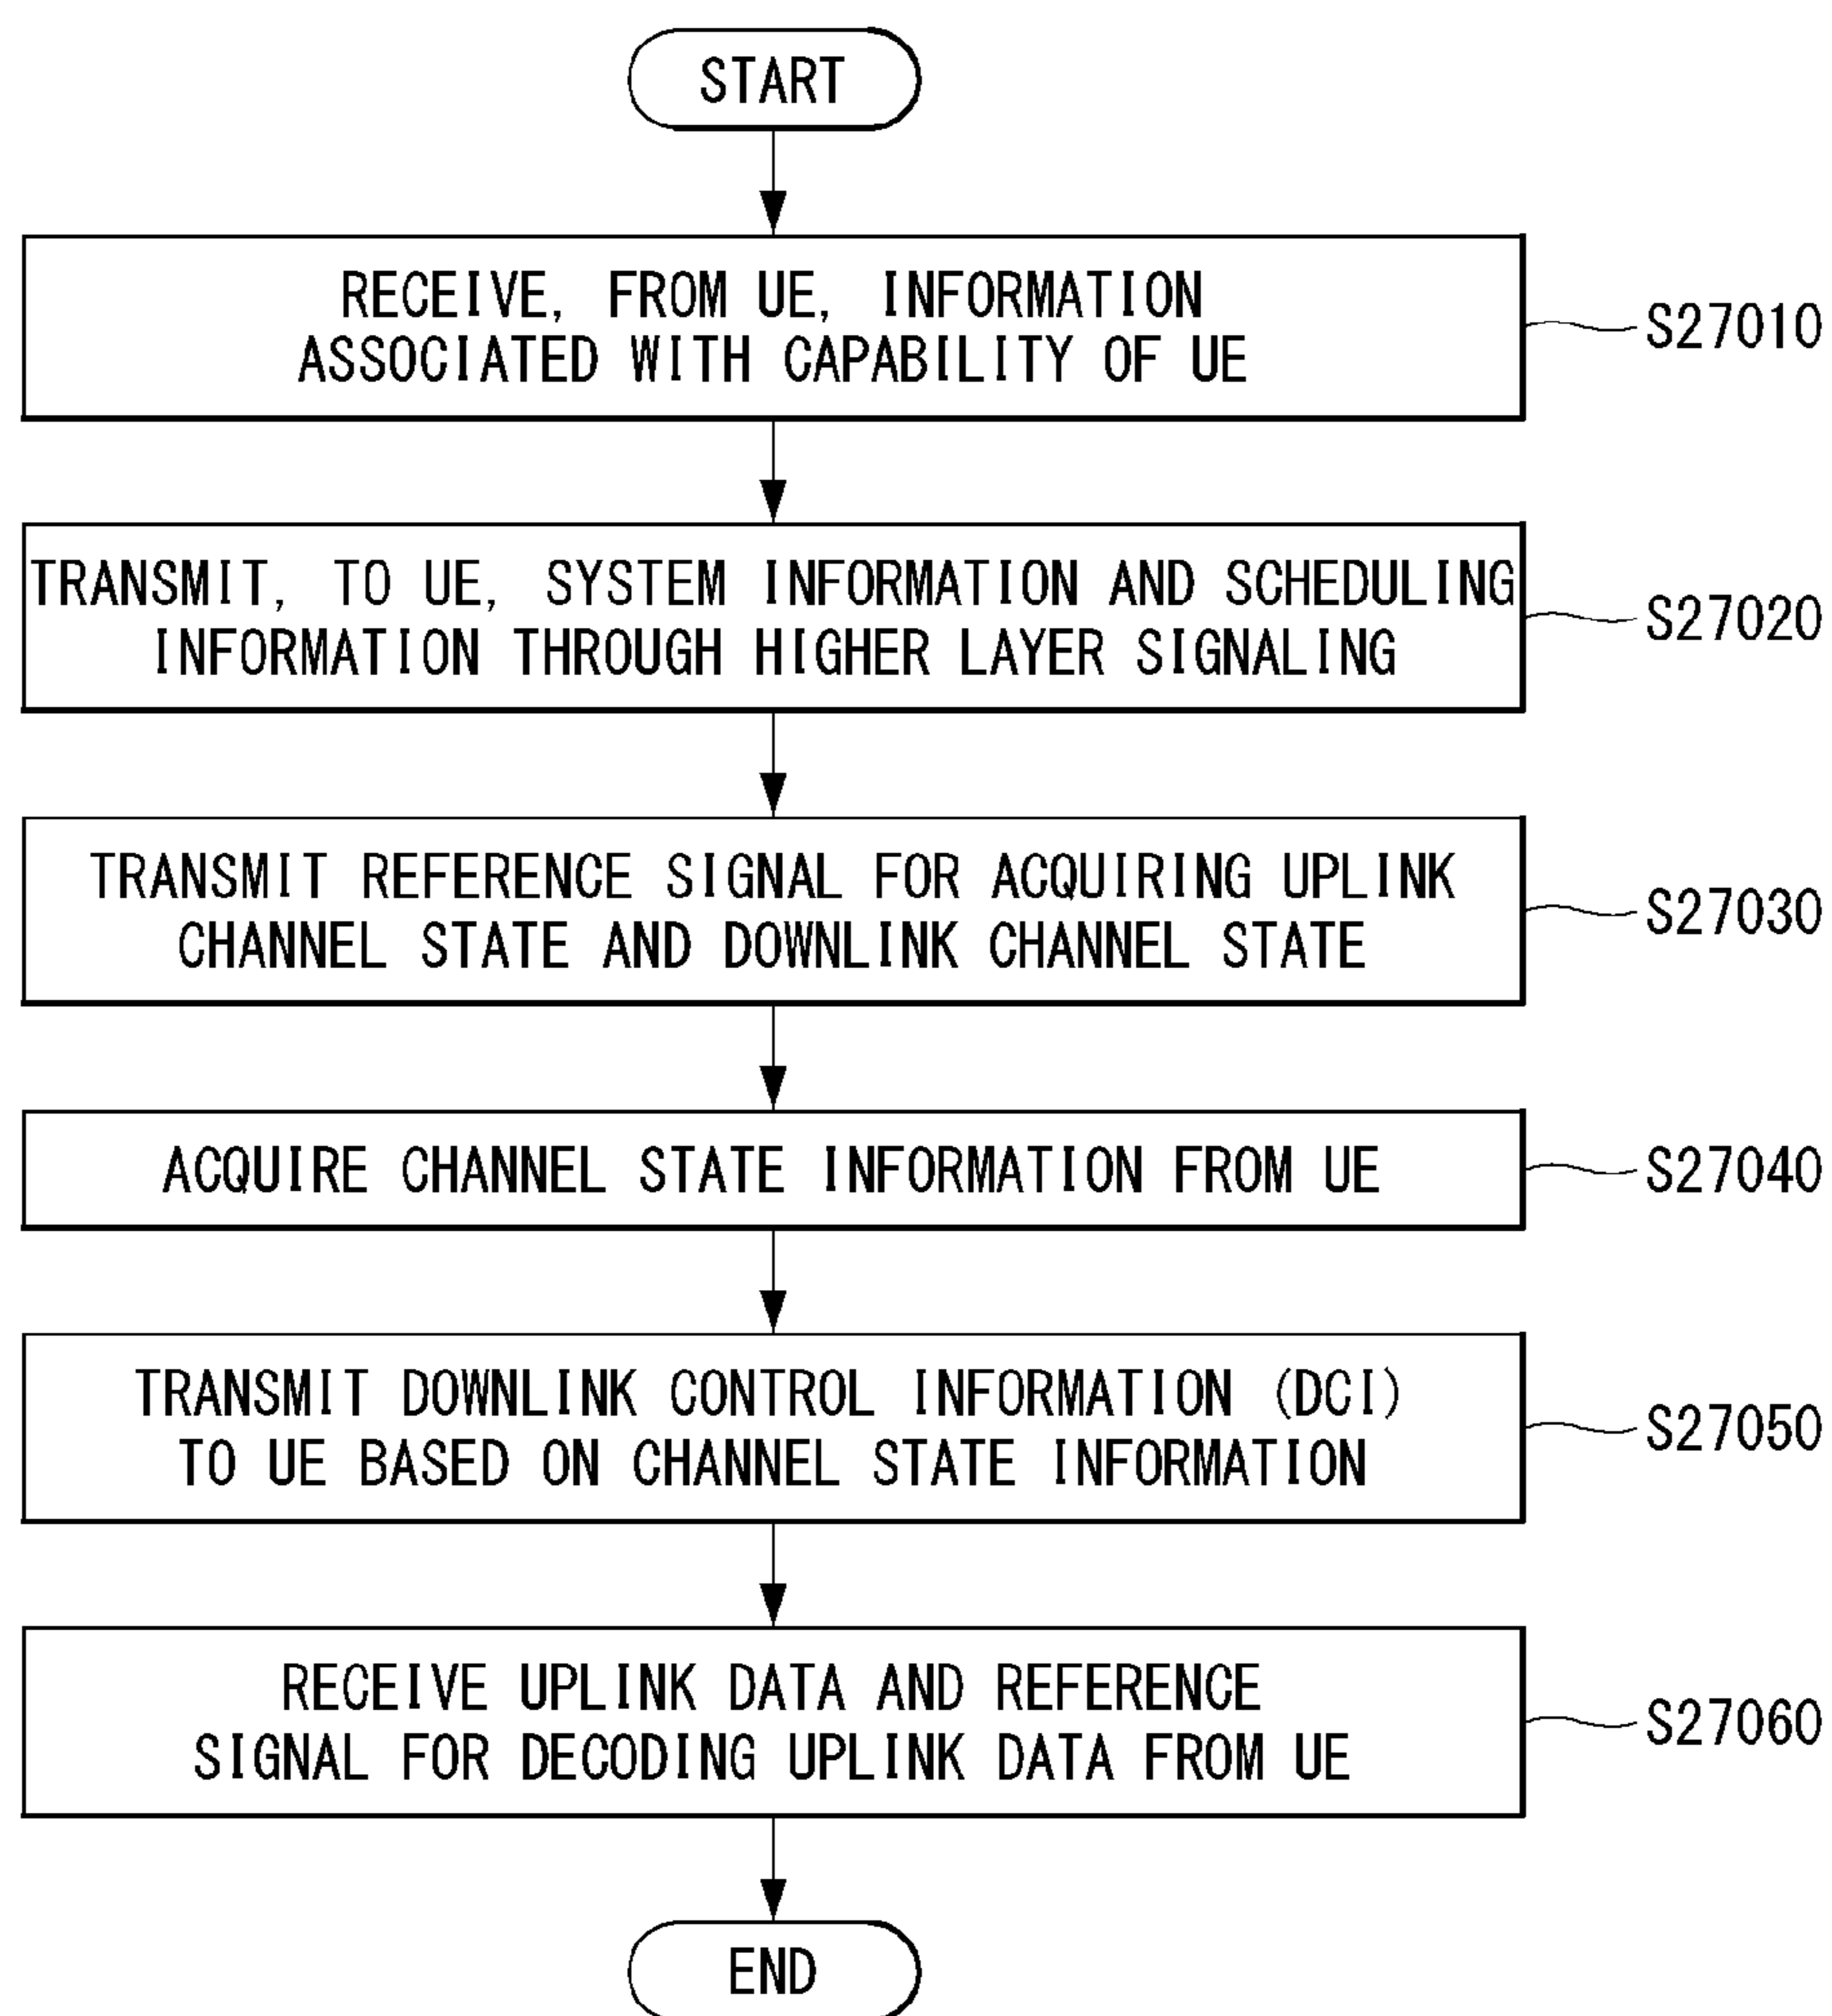 START
RECEIVE, FROM UE, INFORMATION
ASSOCIATED WITH CAPABILITY OF UE
S27010
TRANSMIT, TO UE, SYSTEM INFORMATION AND SCHEDULING
INFORMATION THROUGH HIGHER LAYER SIGNALING
S27020
TRANSMIT REFERENCE SIGNAL FOR ACQUIRING UPLINK
CHANNEL STATE AND DOWNLINK CHANNEL STATE
S27030
ACQUIRE CHANNEL STATE INFORMATION FROM UE
S27040
TRANSMIT DOWNLINK CONTROL INFORMATION (DCI)
TO UE BASED ON CHANNEL STATE INFORMATION
S27050
RECEIVE UPLINK DATA AND REFERENCE
SIGNAL FOR DECODING UPLINK DATA FROM UE
S27060
END